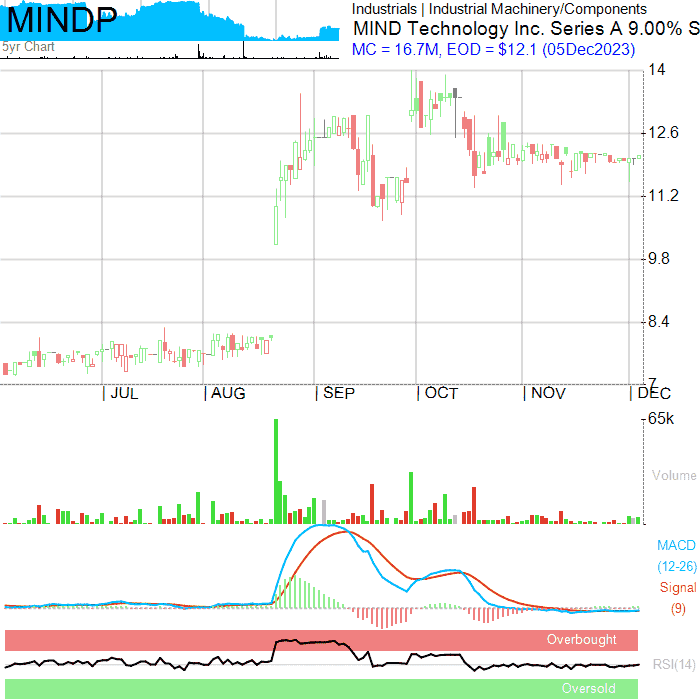 MINDP
5yr Chart
Industrials | Industrial Machinery/Components
MIND Technology Inc. Series A 9.00% S
MC = 16.7M, EOD = $12.1 (05Dec2023)
14
12.6
11.2
9.8
8.4
7
| JUL | AUG | SEP | OCT | NOV | DEC
65k
Volume
MACD
(12-26)
Signal
(9)
Overbought
RSI(14)
Oversold